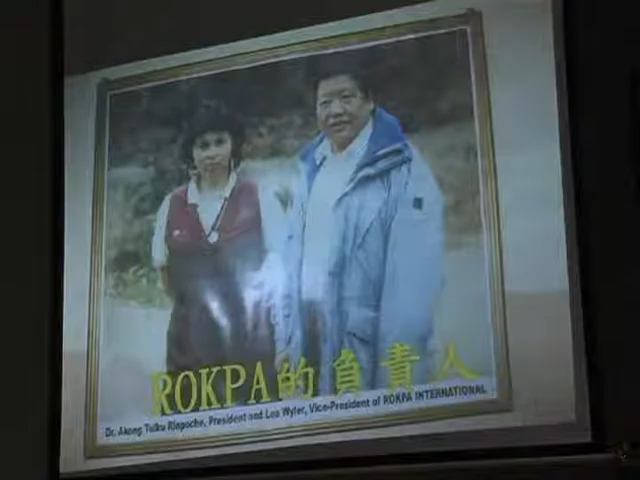 ROKPA的負責人
Dr. Akong Tulku Rinpoche, President and Lea Wyler, Vice-President of ROKPA INTERNATIONAL